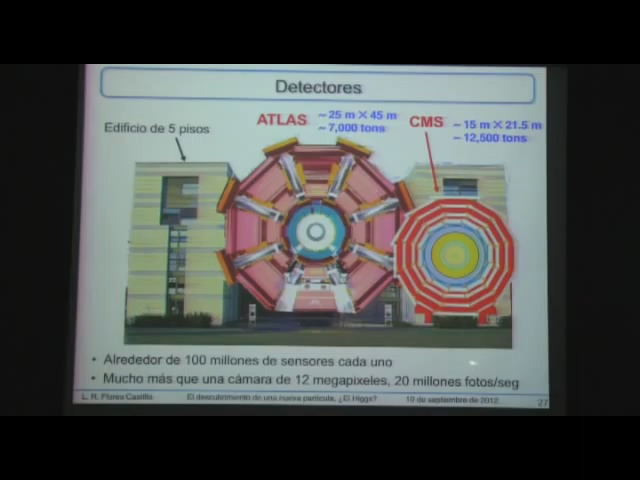 Detectores
Edificio de 5 pisos
ATLAS ~ 25 m X 45 m
~ 7,000 tons
CMS ~ 15 m X 21.5 m
~ 12,500 tons
• Alrededor de 100 millones de sensores cada uno
• Mucho más que una cámara de 12 megapixeles, 20 millones fotos/seg
L. R. Flores Castillo El descubrimiento de una nueva partícula, ¿El Higgs? 10 de septiembre de 2012 27